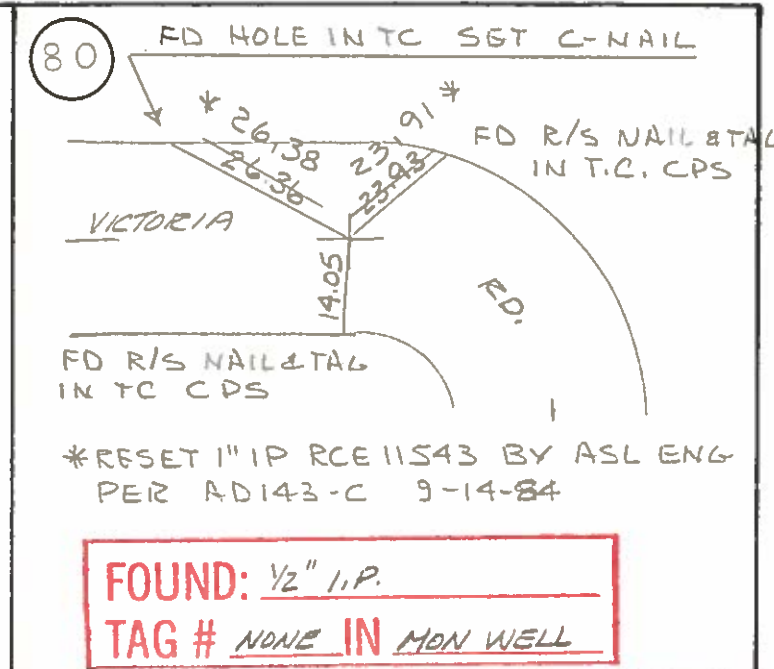 80
FD HOLE IN TC SET C-NAIL
* 26.38
26.36
23.91 *
23.93
FD R/S NAIL & TAG
IN T.C. CPS
VICTORIA
14.05
RD.
FD R/S NAIL & TAG
IN TC CPS
*RESET 1" IP RCE 11543 BY ASL ENG
PER AD143-C 9-14-84
FOUND: 1/2" I.P.
TAG # NONE IN MON WELL